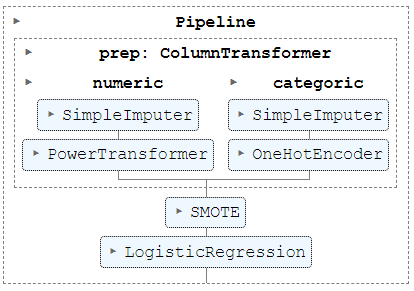 Pipeline
prep: ColumnTransformer
numeric
categoric
SimpleImputer
SimpleImputer
PowerTransformer
OneHotEncoder
SMOTE
LogisticRegression